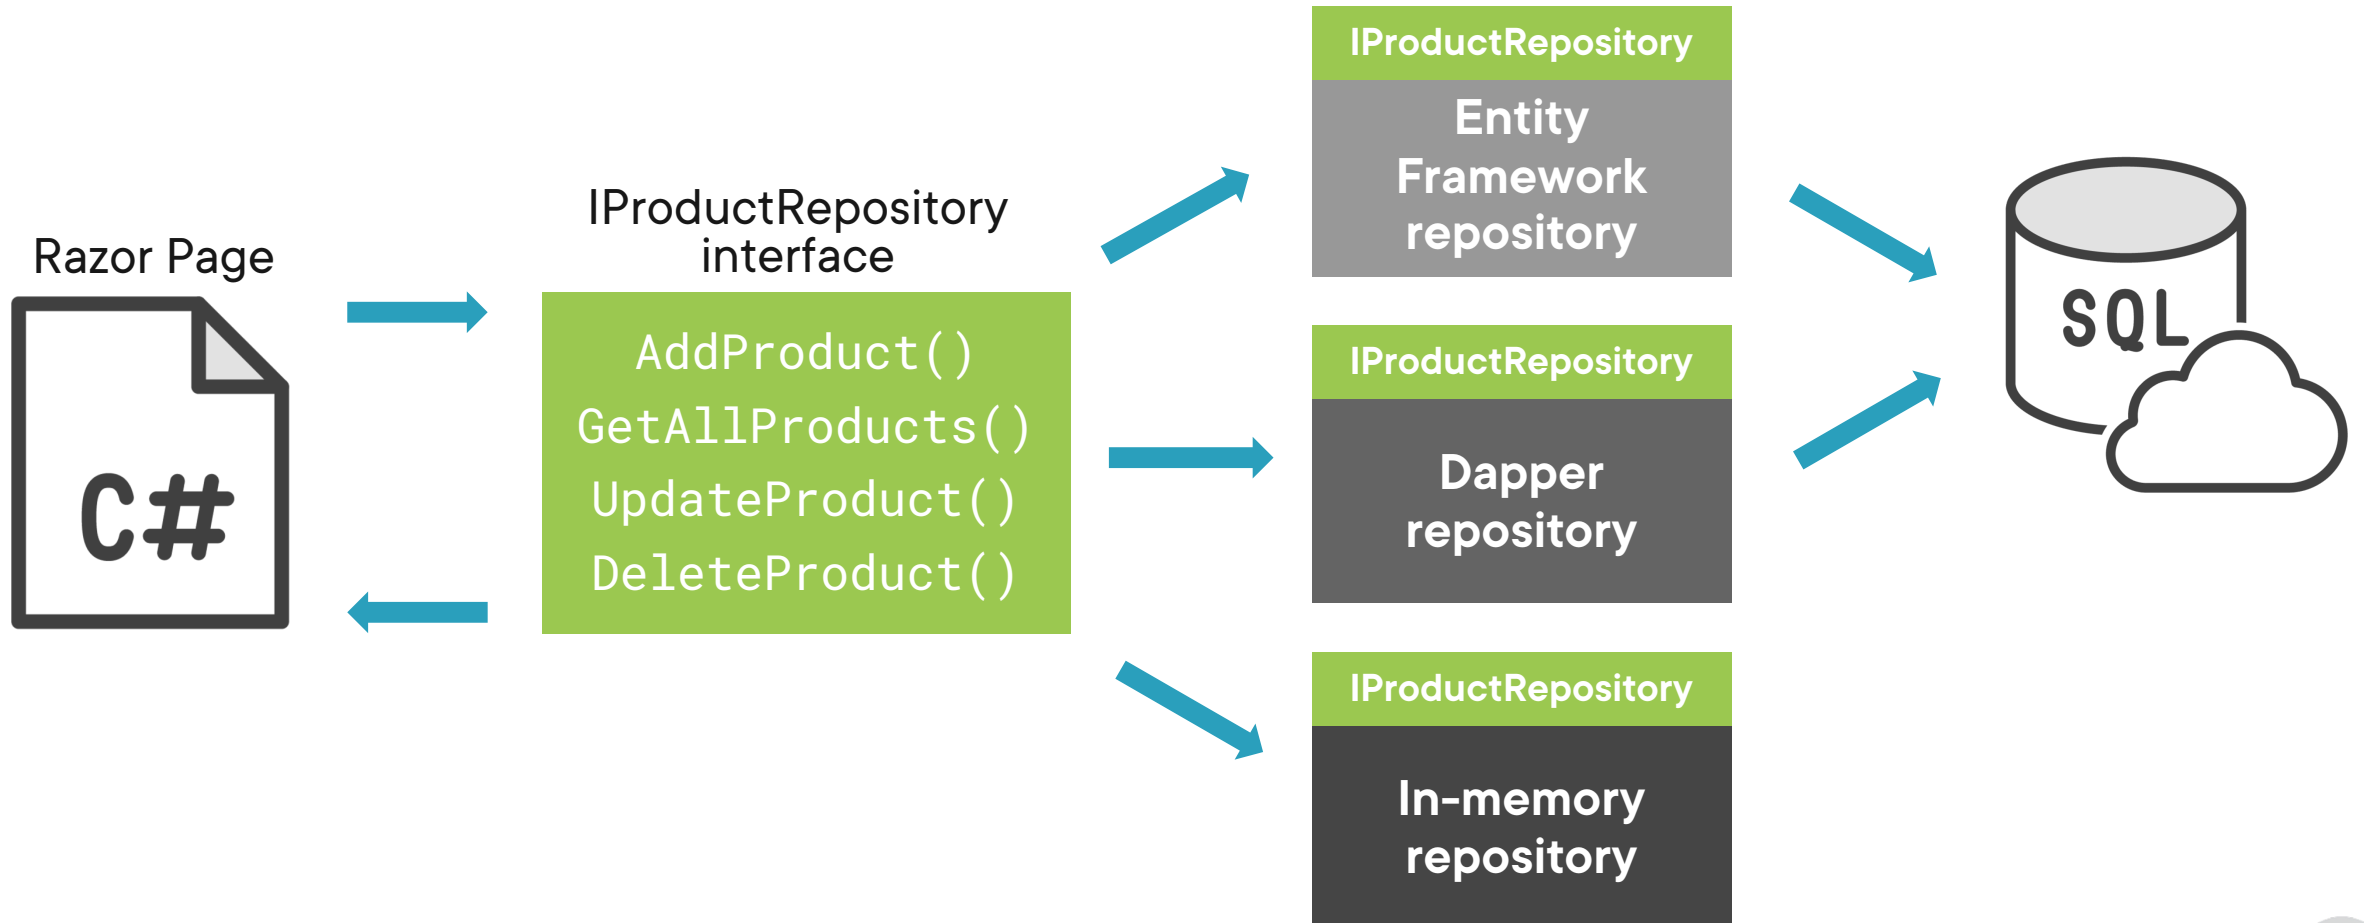 Razor Page
C#
IProductRepository
interface
AddProduct()
GetAllProducts()
UpdateProduct()
DeleteProduct()
IProductRepository
Entity
Framework
repository
IProductRepository
Dapper
repository
IProductRepository
In-memory
repository
SQL